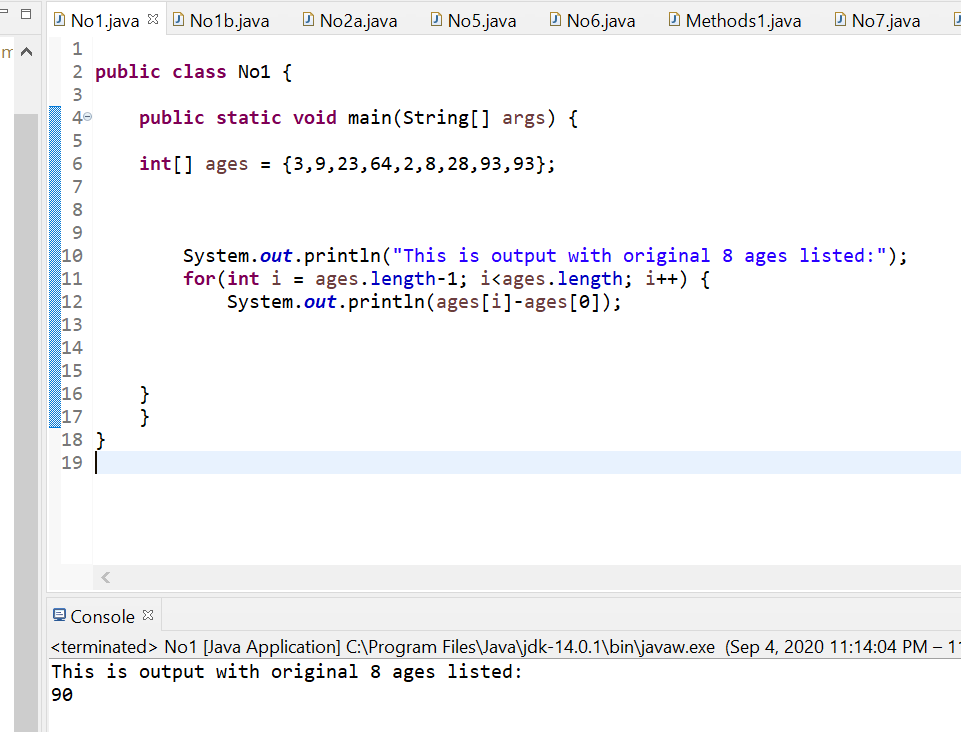 m
No1.java No1b.java No2a.java No5.java No6.java Methods1.java No7.java
1
2 public class No1 {
3
4 public static void main(String[] args) {
5
6 int[] ages = {3,9,23,64,2,8,28,93,93};
7
8
9
10 System.out.println("This is output with original 8 ages listed:");
11 for(int i = ages.length-1; i<ages.length; i++) {
12 System.out.println(ages[i]-ages[0]);
13
14
15
16 }
17 }
18 }
19
Console
<terminated> No1 [Java Application] C:\Program Files\Java\jdk-14.0.1\bin\javaw.exe (Sep 4, 2020 11:14:04 PM – 11
This is output with original 8 ages listed:
90